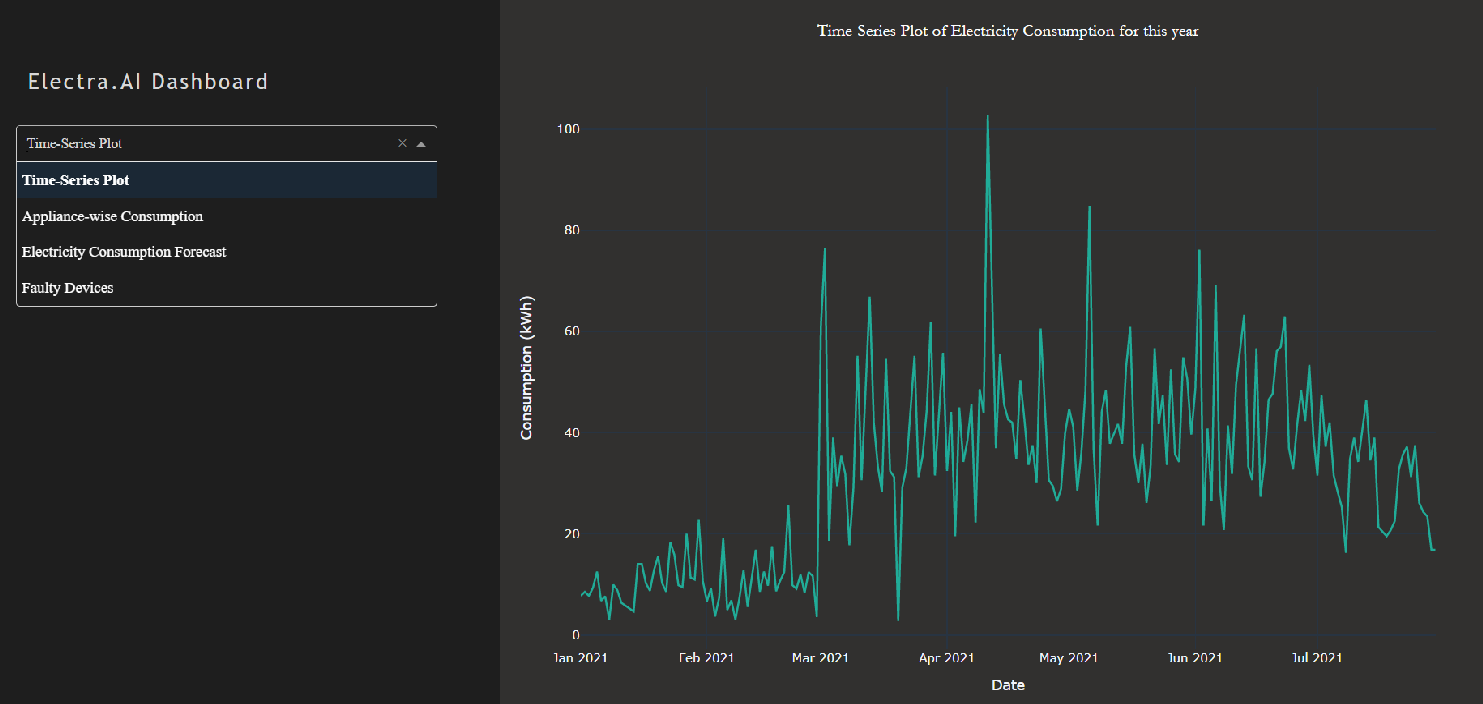 Electra.AI Dashboard
Time-Series Plot
Time-Series Plot
Appliance-wise Consumption
Electricity Consumption Forecast
Faulty Devices
Time Series Plot of Electricity Consumption for this year
Consumption (kWh)
100
80
60
40
20
0
Jan 2021
Feb 2021
Mar 2021
Apr 2021
May 2021
Jun 2021
Jul 2021
Date